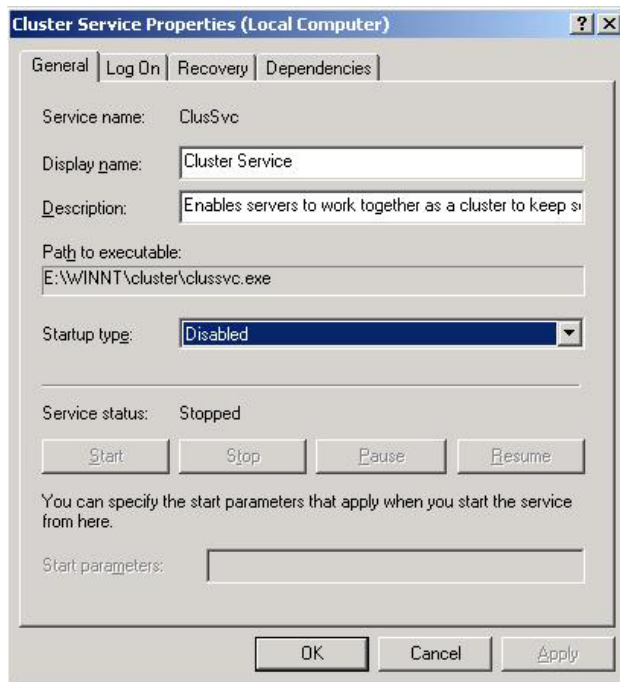 Cluster Service Properties (Local Computer)
General Log On Recovery Dependencies
Service name: ClusSvc
Display name: Cluster Service
Description: Enables servers to work together as a cluster to keep s
Path to executable:
E:\WINNT\cluster\clussvc.exe
Startup type: Disabled
Service status: Stopped
Start Stop Pause Resume
You can specify the start parameters that apply when you start the service
from here.
Start parameters:
OK Cancel Apply